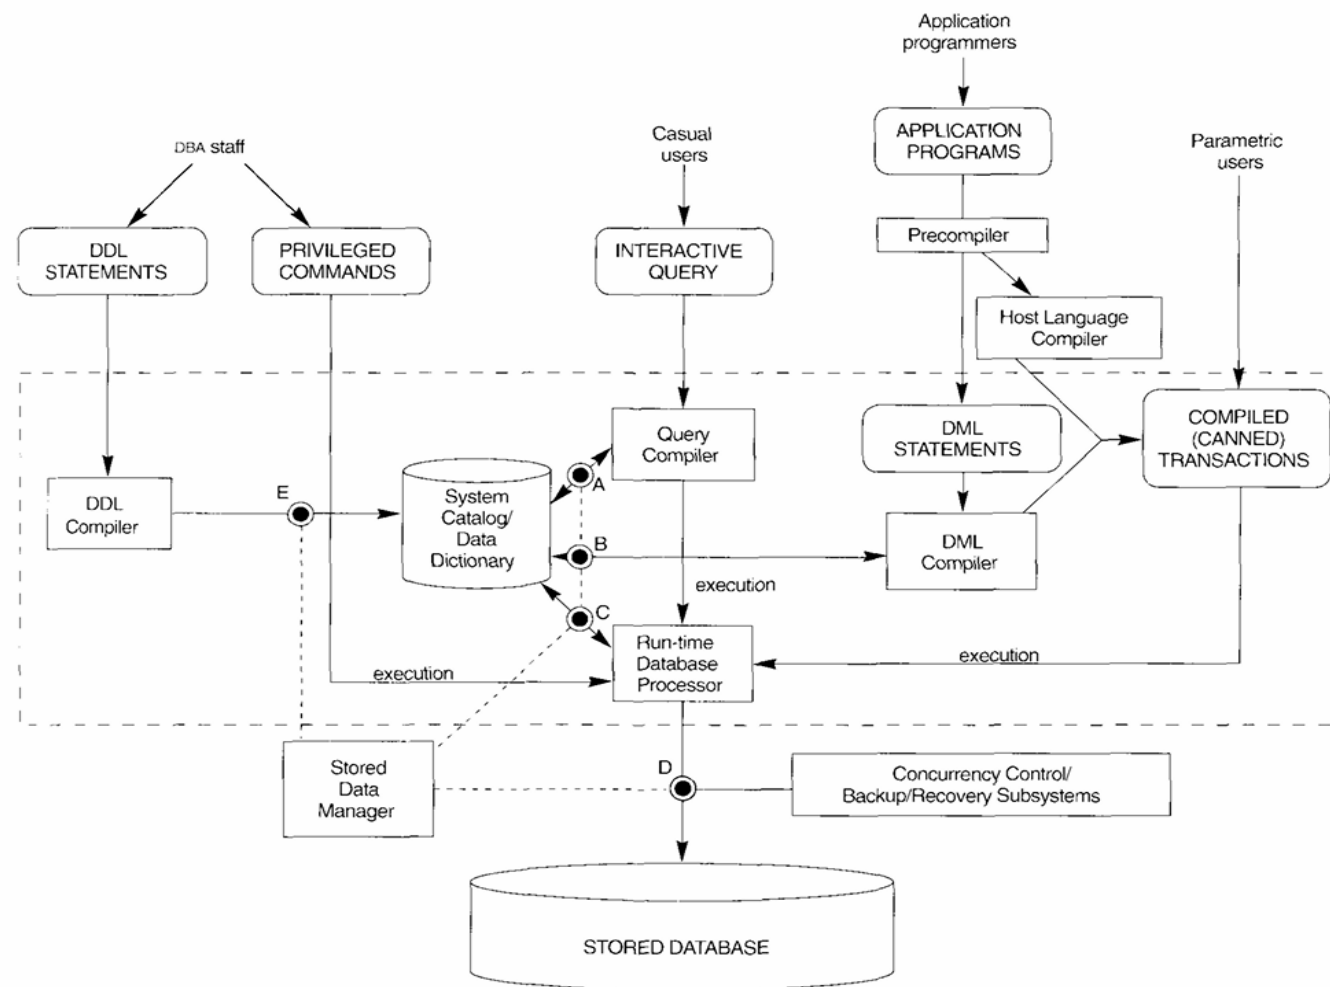 Application
programmers
DBA staff
Casual
users
APPLICATION
PROGRAMS
Parametric
users
DDL
STATEMENTS
PRIVILEGED
COMMANDS
INTERACTIVE
QUERY
Precompiler
Host Language
Compiler
Query
Compiler
DML
STATEMENTS
COMPILED
(CANNED)
TRANSACTIONS
DDL
Compiler
E
System
Catalog/
Data
Dictionary
A
B
C
DML
Compiler
execution
Run-time
Database
Processor
execution
execution
Stored
Data
Manager
D
Concurrency Control/
Backup/Recovery Subsystems
STORED DATABASE